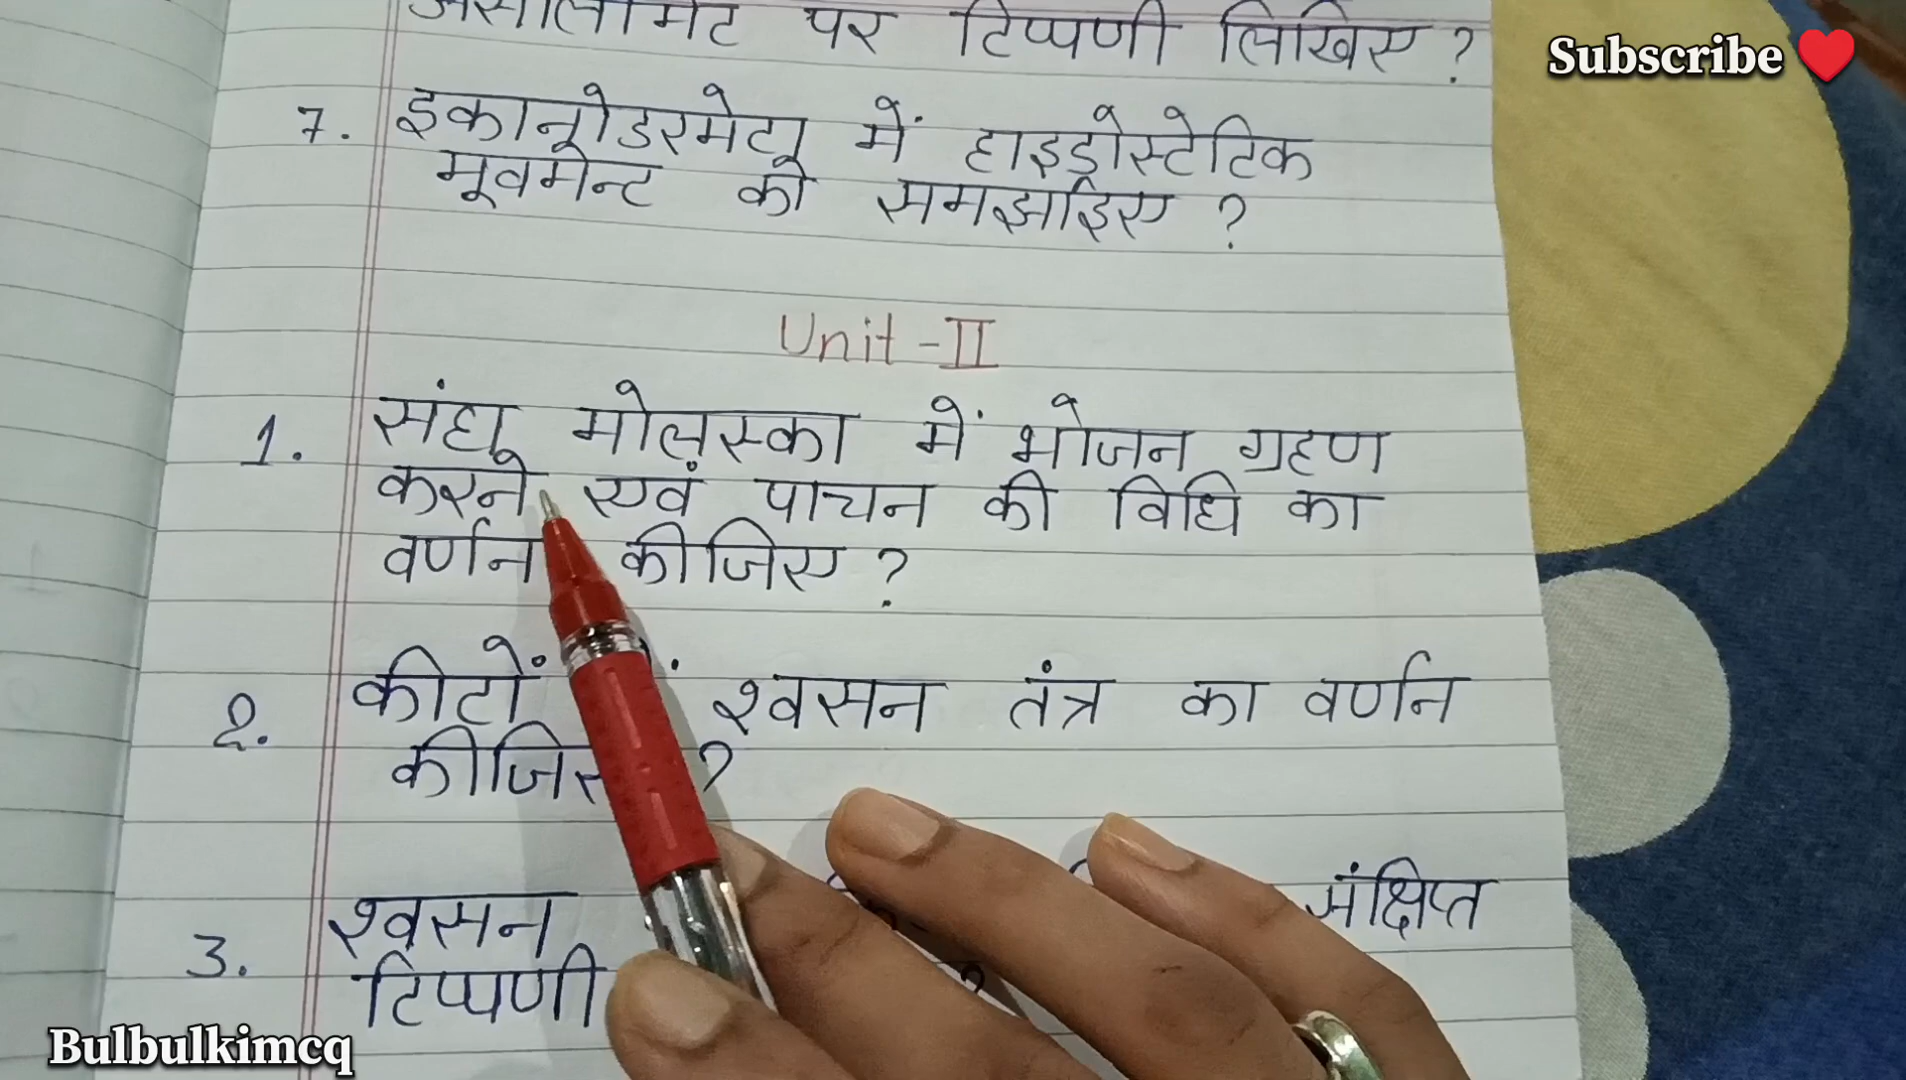 पर टिप्पणी लिखिए ?
Subscribe
7. इकानोडरमेटा में हाइड्रोस्टेटिक
मूवमेन्ट को समझाइए ?
Unit - II
1. संघ मोलस्का में भोजन ग्रहण
करने एवं पाचन की विधि का
वर्णन कीजिए ?
2. कीटों में श्वसन तंत्र का वर्णन
कीजिए ?
3. श्वसन संक्षिप्त
टिप्पणी ?
Bulbulkimcq